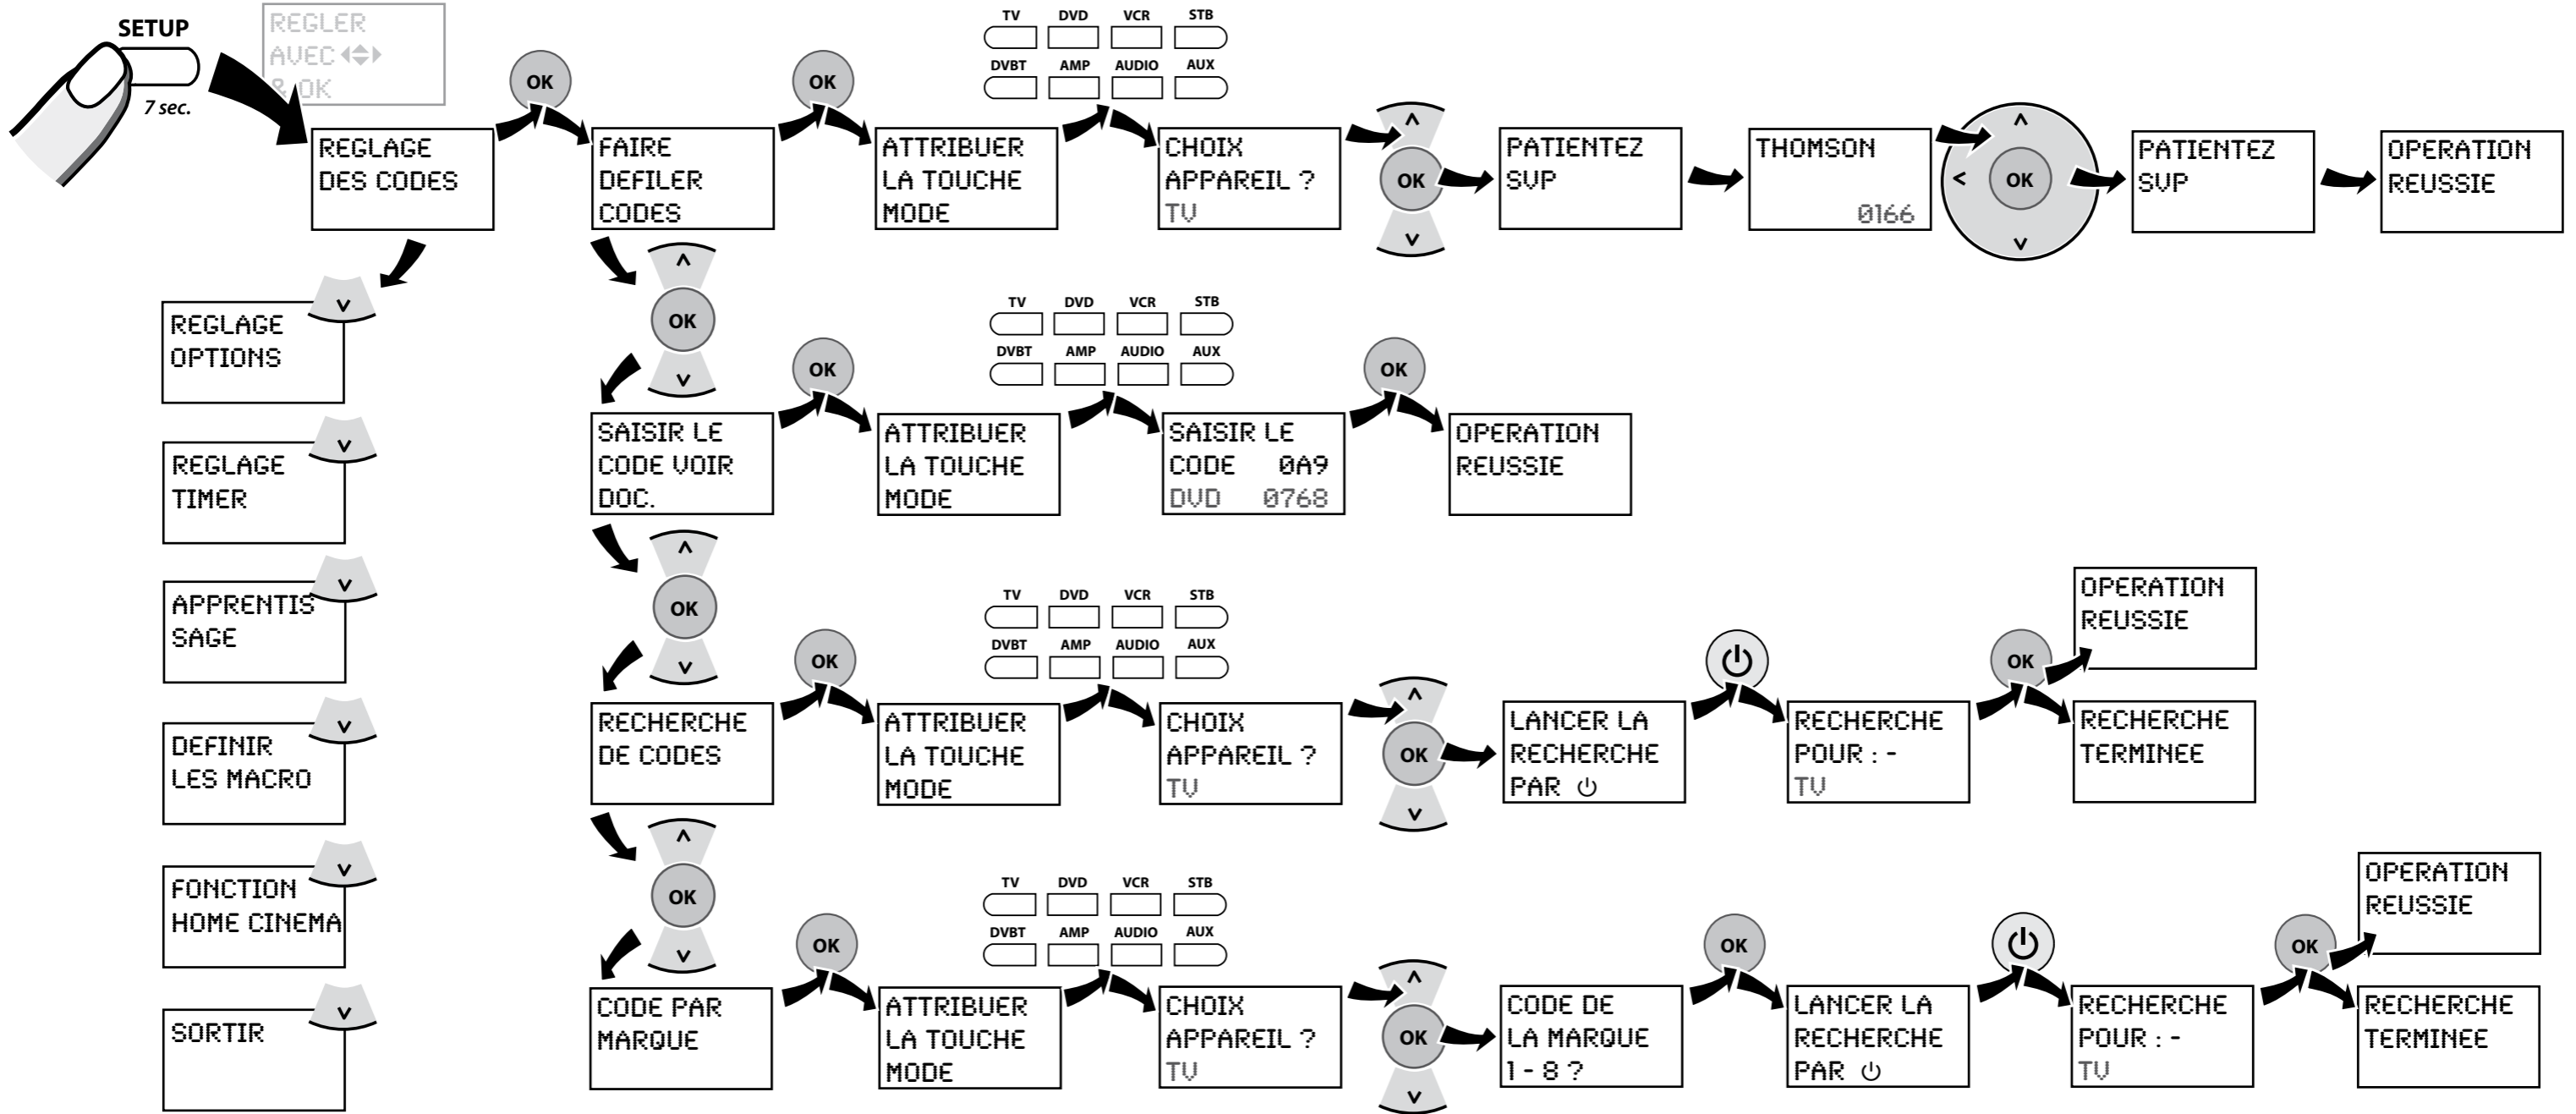 SETUP
7 sec.
REGLER
AVEC
& OK
REGLAGE
DES CODES
OK
FAIRE
DEFILER
CODES
OK
ATTRIBUER
LA TOUCHE
MODE
TV DVD VCR STB
DVBT AMP AUDIO AUX
CHOIX
APPAREIL ?
TV
OK
PATIENTEZ
SVP
THOMSON
0166
OK
PATIENTEZ
SVP
OPERATION
REUSSIE
REGLAGE
OPTIONS
REGLAGE
TIMER
APPRENTIS
SAGE
DEFINIR
LES MACRO
FONCTION
HOME CINEMA
SORTIR
OK
SAISIR LE
CODE VOIR
DOC.
OK
ATTRIBUER
LA TOUCHE
MODE
TV DVD VCR STB
DVBT AMP AUDIO AUX
SAISIR LE
CODE 0A9
DVD 0768
OK
OPERATION
REUSSIE
OK
RECHERCHE
DE CODES
OK
ATTRIBUER
LA TOUCHE
MODE
TV DVD VCR STB
DVBT AMP AUDIO AUX
CHOIX
APPAREIL ?
TV
OK
LANCER LA
RECHERCHE
PAR
RECHERCHE
POUR : -
TV
OK
OPERATION
REUSSIE
RECHERCHE
TERMINEE
OK
CODE PAR
MARQUE
OK
ATTRIBUER
LA TOUCHE
MODE
TV DVD VCR STB
DVBT AMP AUDIO AUX
CHOIX
APPAREIL ?
TV
OK
CODE DE
LA MARQUE
1 - 8 ?
OK
LANCER LA
RECHERCHE
PAR
RECHERCHE
POUR : -
TV
OK
OPERATION
REUSSIE
RECHERCHE
TERMINEE